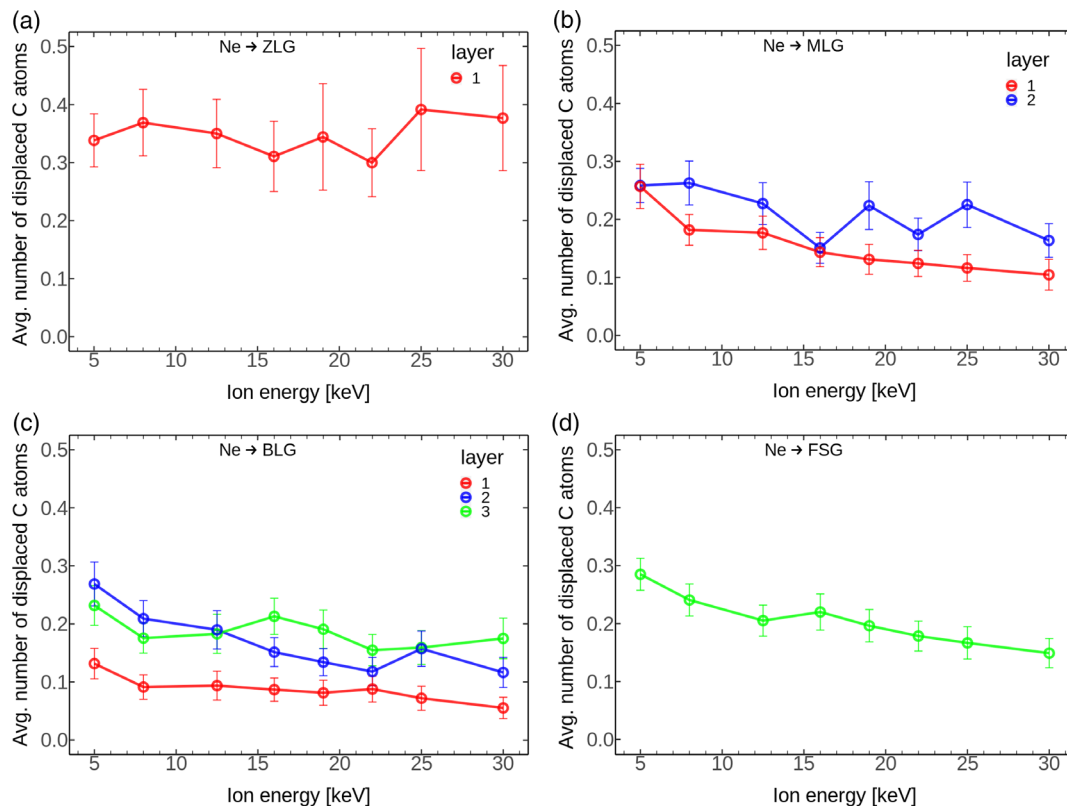 (a)
Ne → ZLG
layer
1
Avg. number of displaced C atoms
0.5
0.4
0.3
0.2
0.1
0.0
5 10 15 20 25 30
Ion energy [keV]
(b)
Ne → MLG
layer
1
2
Avg. number of displaced C atoms
0.5
0.4
0.3
0.2
0.1
0.0
5 10 15 20 25 30
Ion energy [keV]
(c)
Ne → BLG
layer
1
2
3
Avg. number of displaced C atoms
0.5
0.4
0.3
0.2
0.1
0.0
5 10 15 20 25 30
Ion energy [keV]
(d)
Ne → FSG
Avg. number of displaced C atoms
0.5
0.4
0.3
0.2
0.1
0.0
5 10 15 20 25 30
Ion energy [keV]